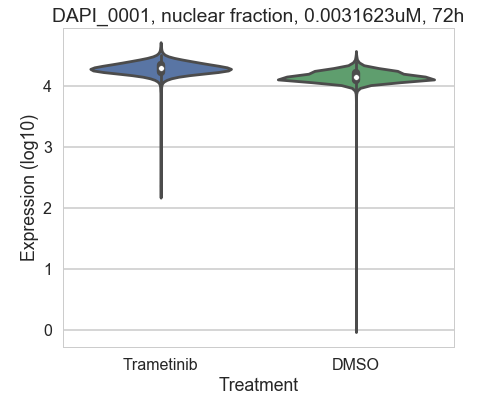 DAPI_0001, nuclear fraction, 0.0031623uM, 72h
Expression (log10)
4
3
2
1
0
Trametinib
DMSO
Treatment